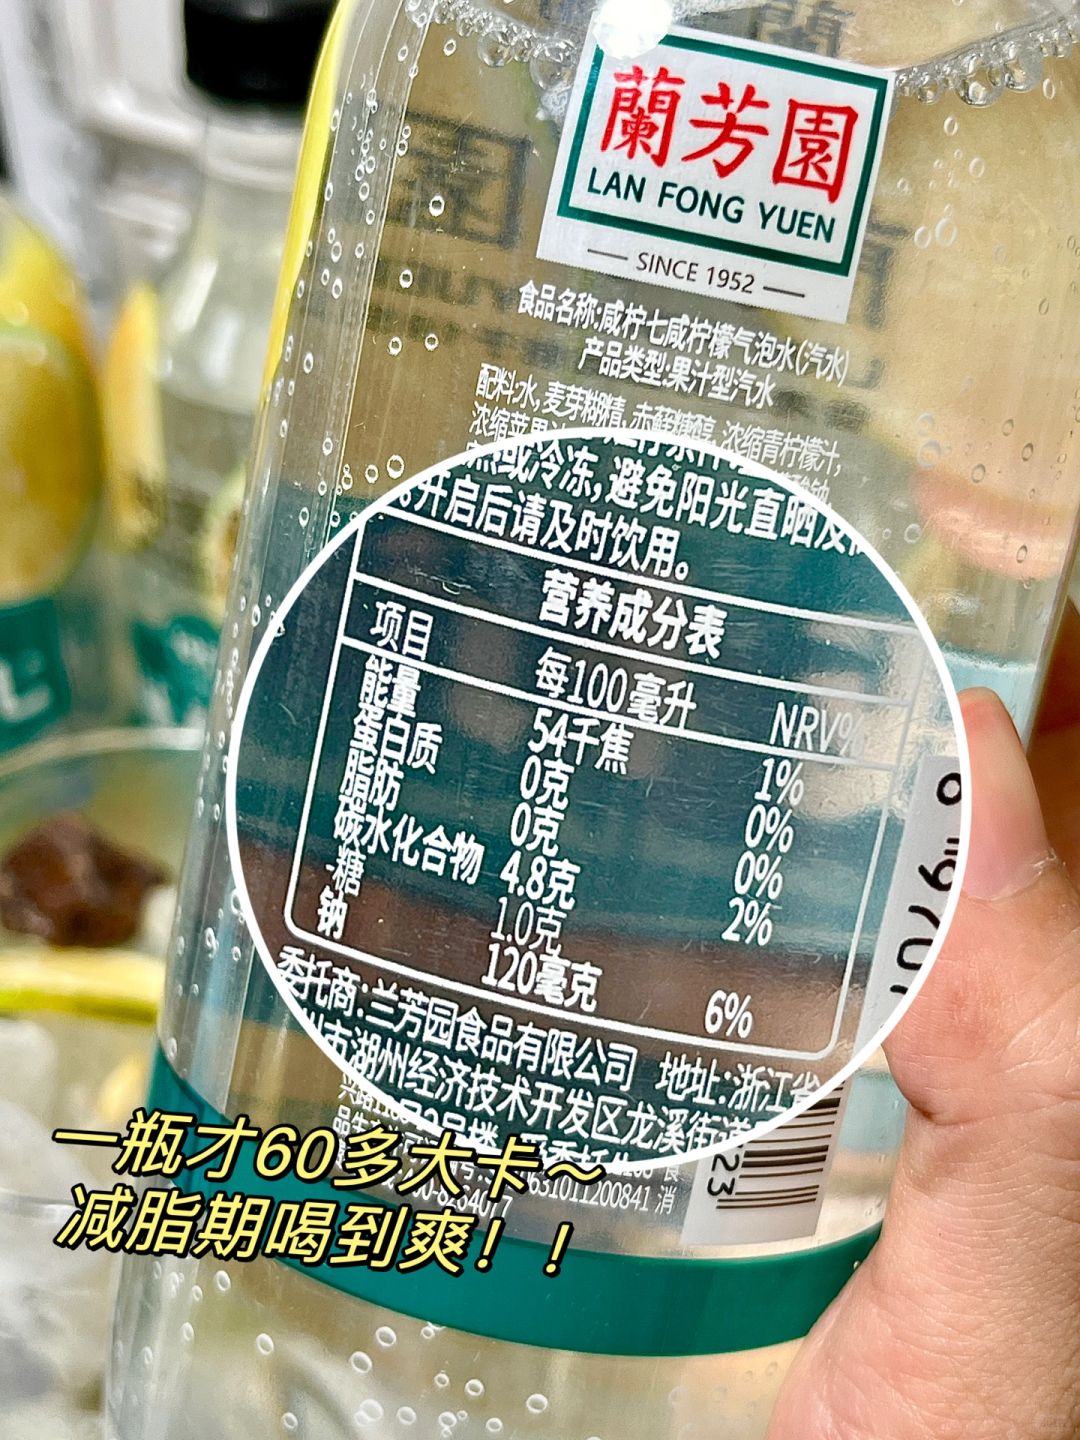 蘭芳園
LAN FONG YUEN
SINCE 1952
食品名称:咸柠七咸柠檬气泡水(汽水)
产品类型:果汁型汽水
配料:水,麦芽糊精,赤藓糖醇,浓缩青柠檬汁,
浓缩苹果
或冷冻,避免阳光直晒及
开启后请及时饮用。
营养成分表
项目 每100毫升 NRV%
能量 54千焦 1%
蛋白质 0克 0%
脂肪 0克 0%
碳水化合物 4.8克 2%
-糖 1.0克
钠 120毫克 6%
委托商:兰芳园食品有限公司 地址:浙江省
州市湖州经济技术开发区龙溪街道
一瓶才60多大卡～
减脂期喝到爽！！